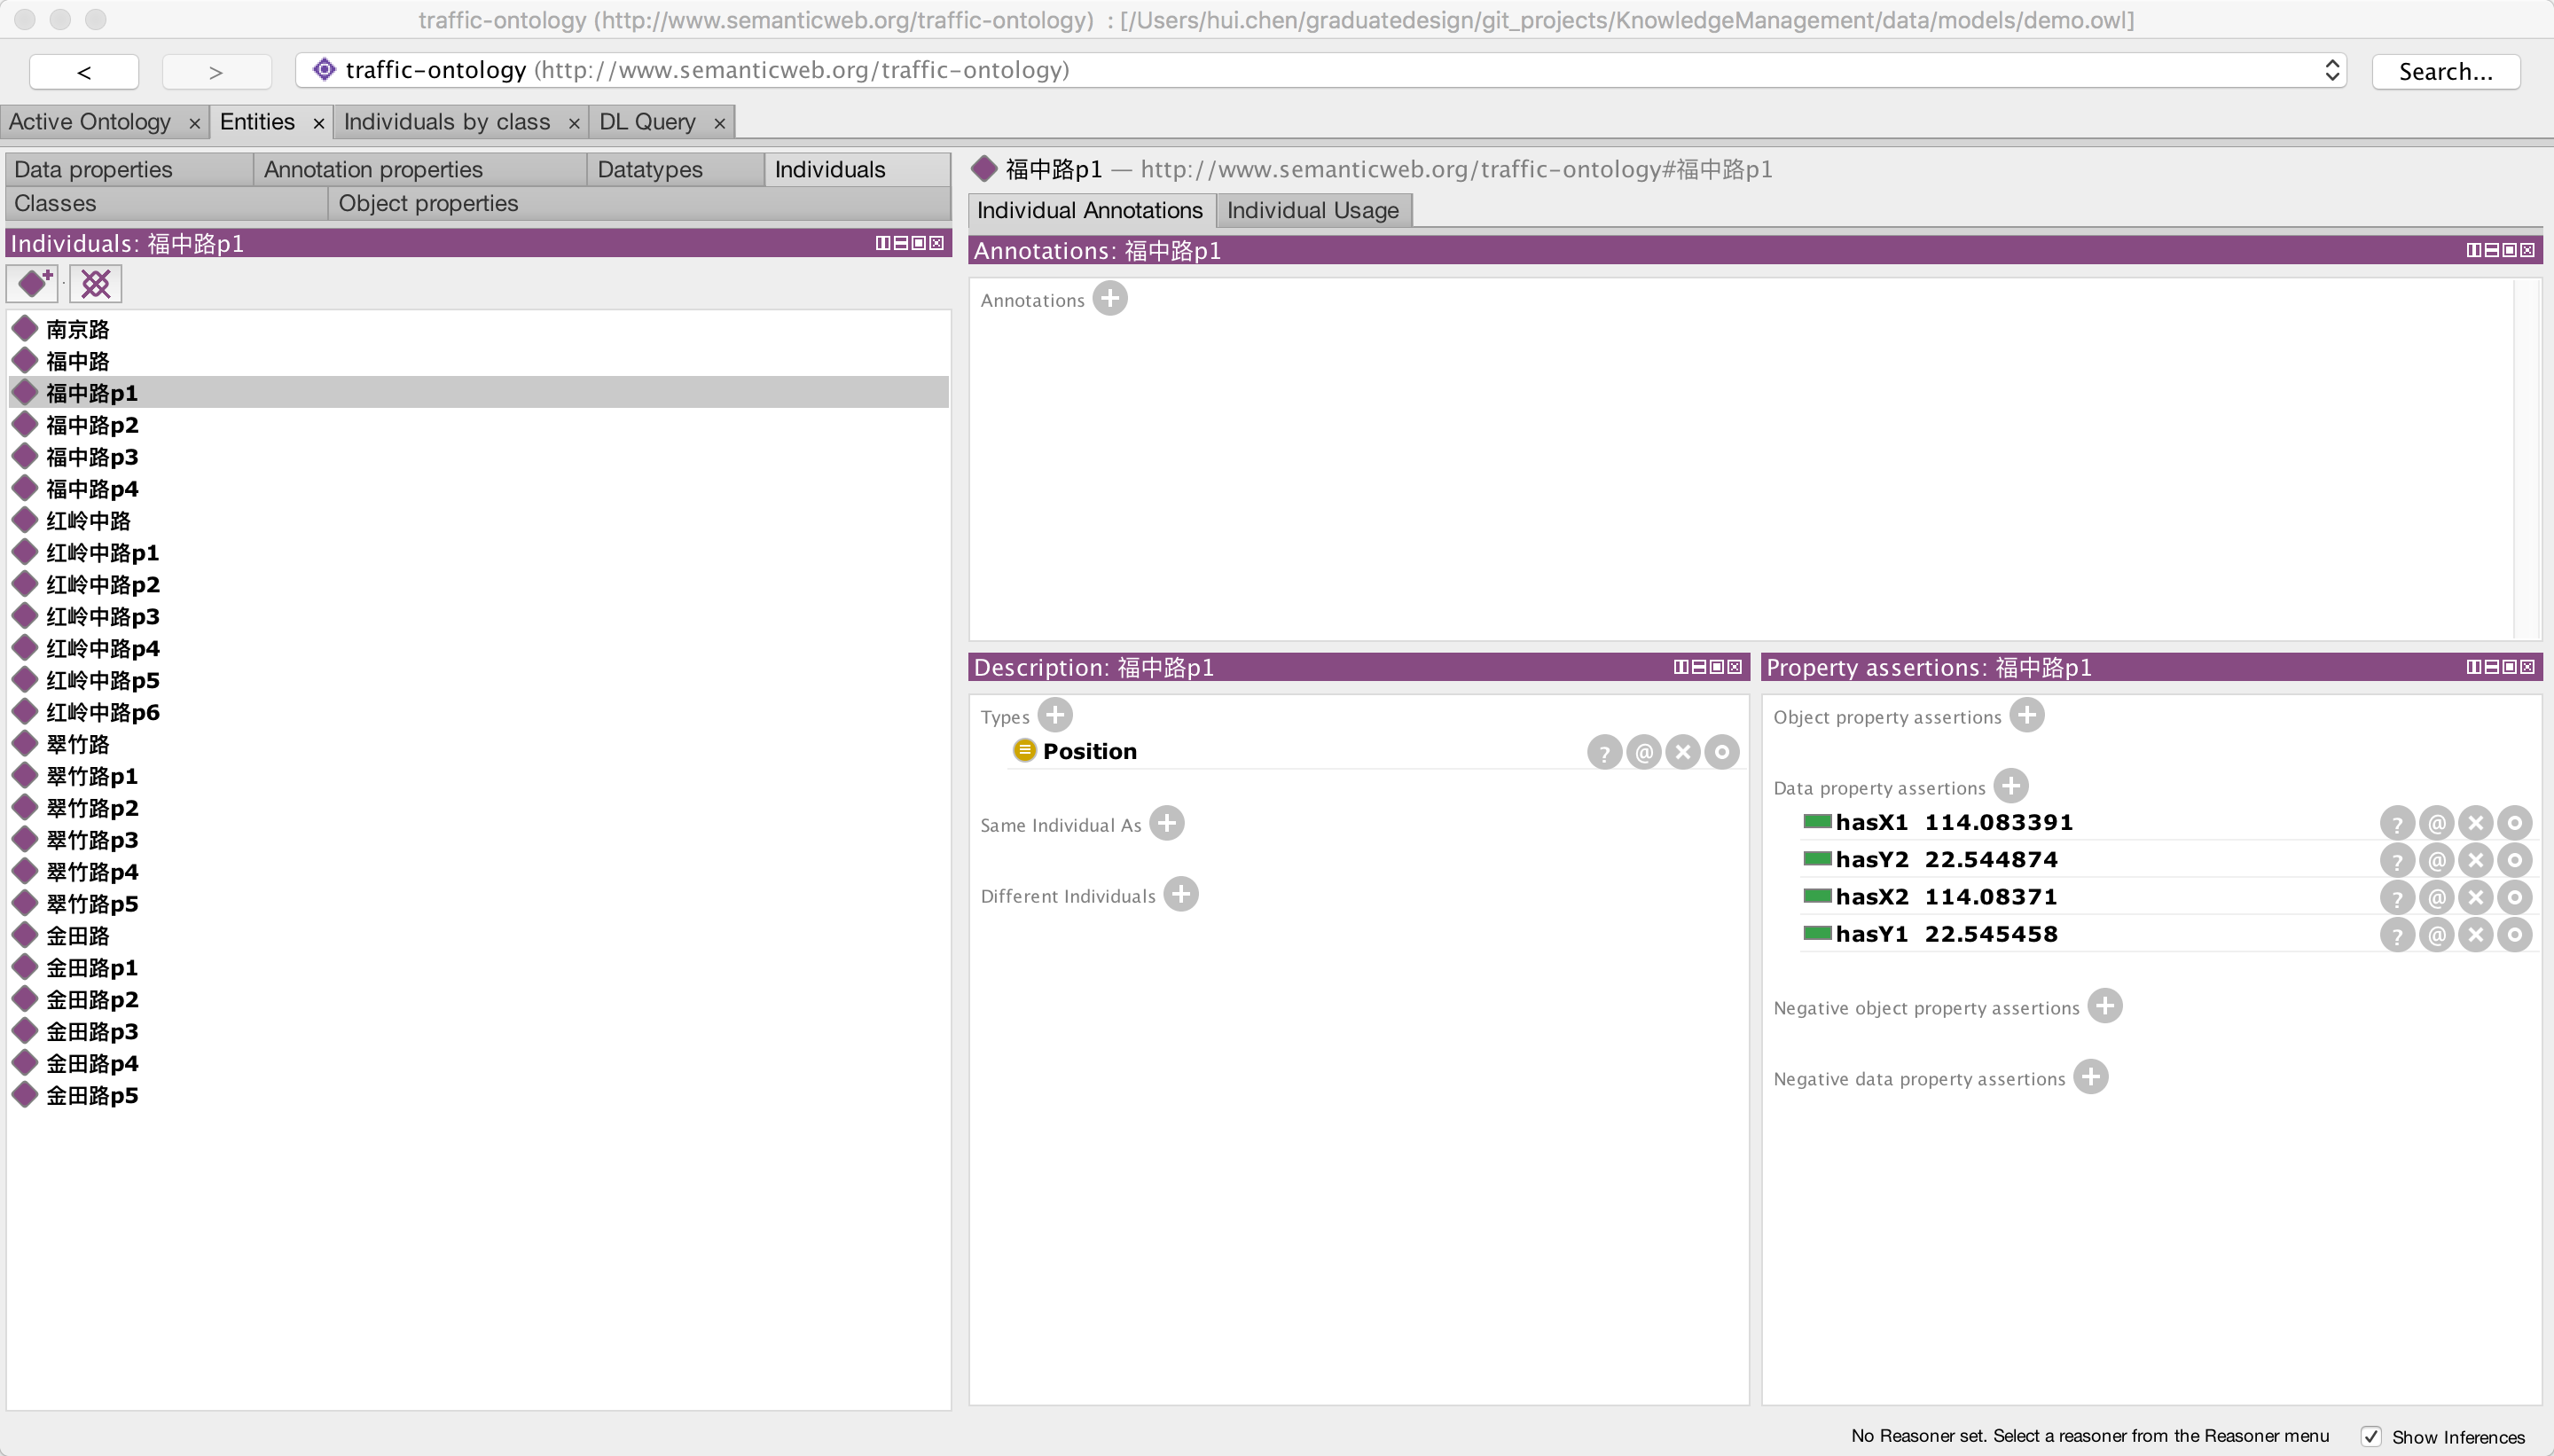 traffic-ontology (http://www.semanticweb.org/traffic-ontology) : [/Users/hui.chen/graduatedesign/git_projects/KnowledgeManagement/data/models/demo.owl]
< > traffic-ontology (http://www.semanticweb.org/traffic-ontology) Search...
Active Ontology × Entities × Individuals by class × DL Query ×
Data properties Annotation properties Datatypes Individuals
Classes Object properties
Individuals: 福中路p1
南京路
福中路
福中路p1
福中路p2
福中路p3
福中路p4
红岭中路
红岭中路p1
红岭中路p2
红岭中路p3
红岭中路p4
红岭中路p5
红岭中路p6
翠竹路
翠竹路p1
翠竹路p2
翠竹路p3
翠竹路p4
翠竹路p5
金田路
金田路p1
金田路p2
金田路p3
金田路p4
金田路p5
福中路p1 — http://www.semanticweb.org/traffic-ontology#福中路p1
Individual Annotations Individual Usage
Annotations: 福中路p1
Annotations
Description: 福中路p1
Types
Position
Same Individual As
Different Individuals
Property assertions: 福中路p1
Object property assertions
Data property assertions
hasX1 114.083391
hasY2 22.544874
hasX2 114.08371
hasY1 22.545458
Negative object property assertions
Negative data property assertions
No Reasoner set. Select a reasoner from the Reasoner menu Show Inferences